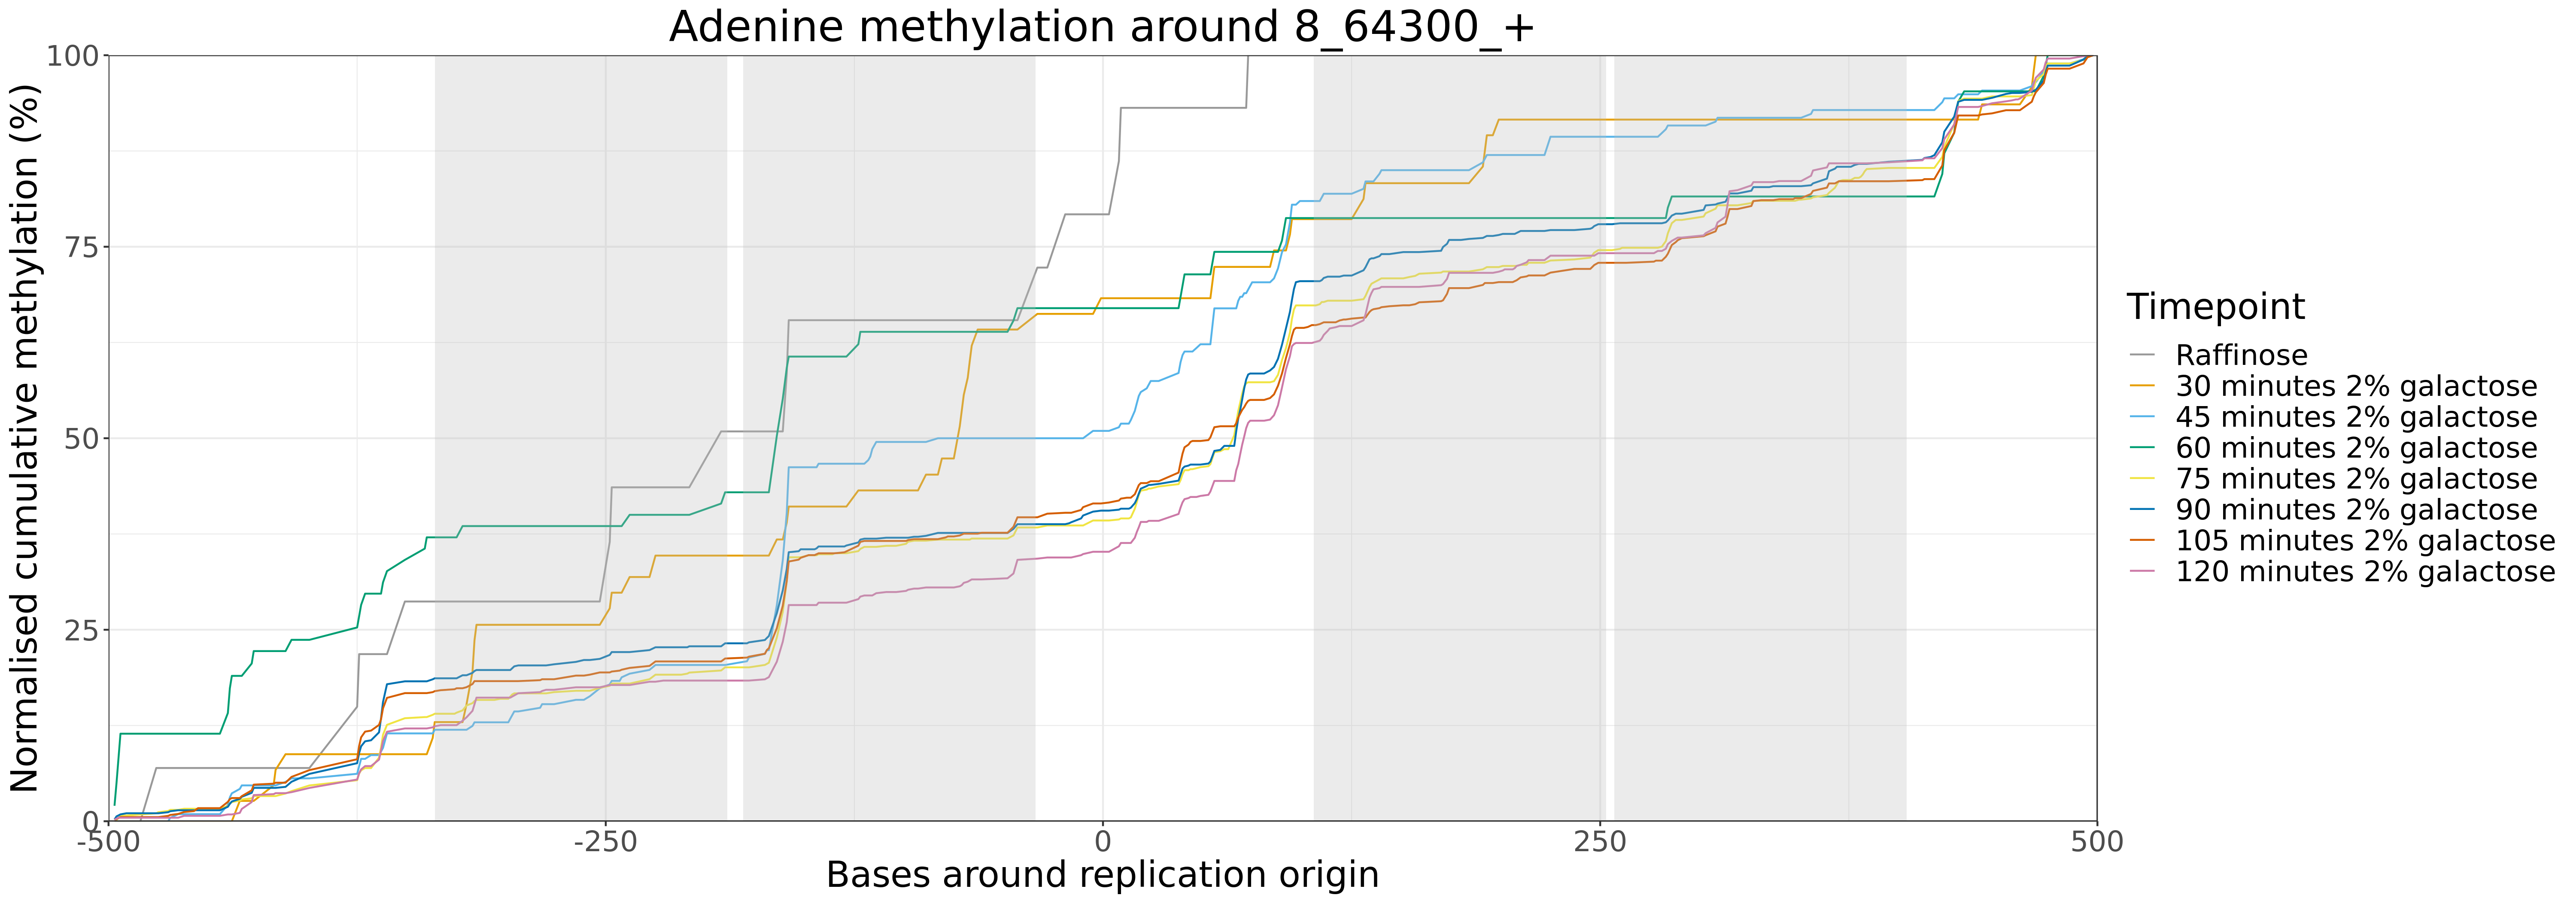 Adenine methylation around 8_64300_+
Normalised cumulative methylation (%)
100
75
50
25
0
-500
-250
0
250
500
Bases around replication origin
Timepoint
Raffinose
30 minutes 2% galactose
45 minutes 2% galactose
60 minutes 2% galactose
75 minutes 2% galactose
90 minutes 2% galactose
105 minutes 2% galactose
120 minutes 2% galactose